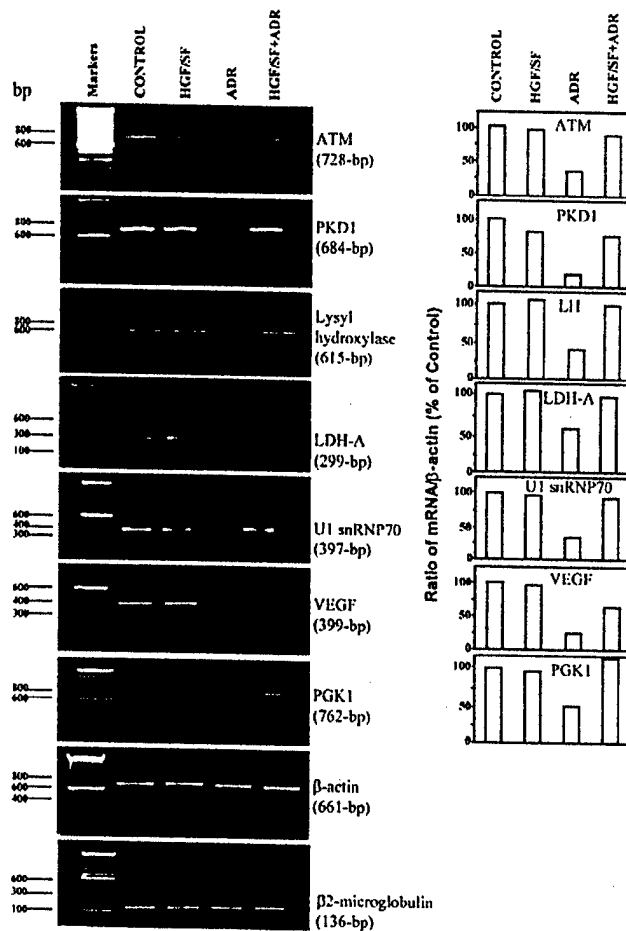 bp
Markers
CONTROL
HGF/SF
ADR
HGF/SF+ADR
800
600
ATM
(728-bp)
800
600
PKD1
(684-bp)
800
600
Lysyl
hydroxylase
(615-bp)
600
300
100
LDH-A
(299-bp)
600
400
300
U1 snRNP70
(397-bp)
600
400
300
VEGF
(399-bp)
800
600
PGK1
(762-bp)
800
600
400
β-actin
(661-bp)
600
300
100
β2-microglobulin
(136-bp)
CONTROL
HGF/SF
ADR
HGF/SF+ADR
Ratio of mRNA/β-actin (% of Control)
ATM
100
50
0
PKD1
100
50
0
LH
100
50
0
LDH-A
100
50
0
U1 snRNP70
100
50
0
VEGF
100
50
0
PGK1
100
50
0